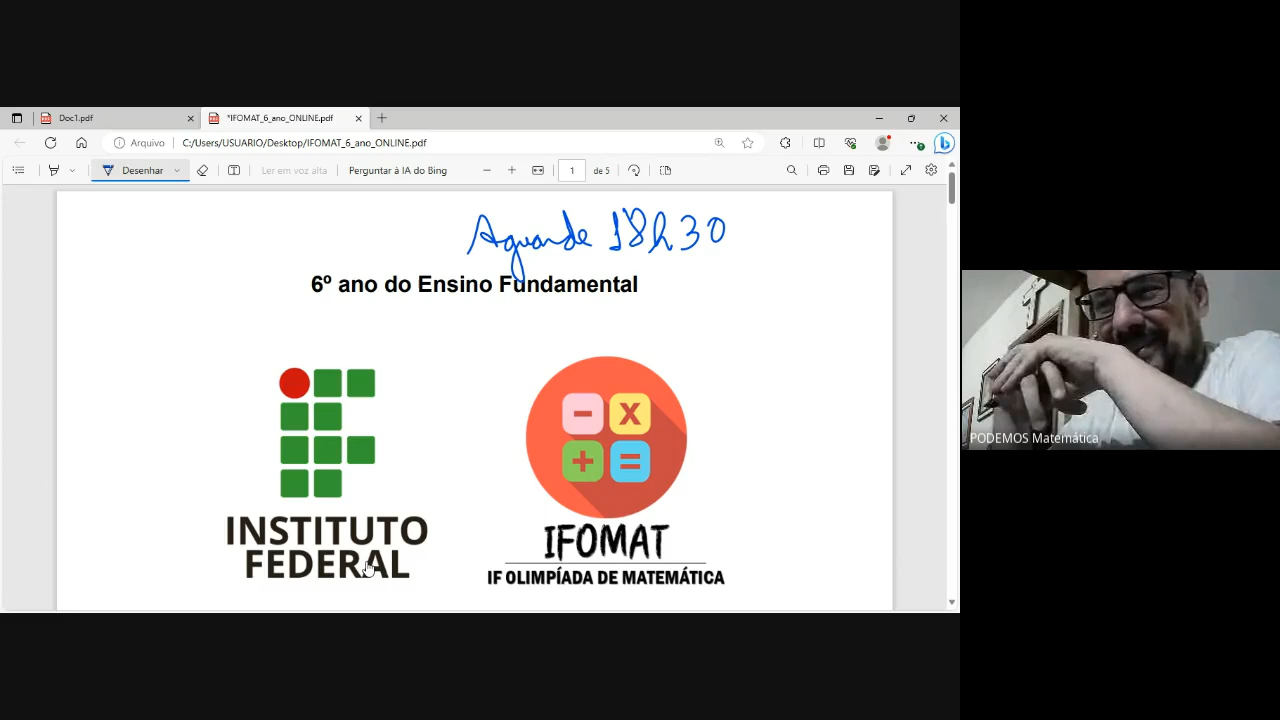 Doc1.pdf
*IFOMAT_6_ano_ONLINE.pdf
Arquivo
C:/Users/USUARIO/Desktop/IFOMAT_6_ano_ONLINE.pdf
Desenhar
Ler em voz alta
Perguntar à IA do Bing
1
de 5
Aguarde 18h30
6º ano do Ensino Fundamental
INSTITUTO
FEDERAL
IFOMAT
IF OLIMPÍADA DE MATEMÁTICA
PODEMOS Matemática